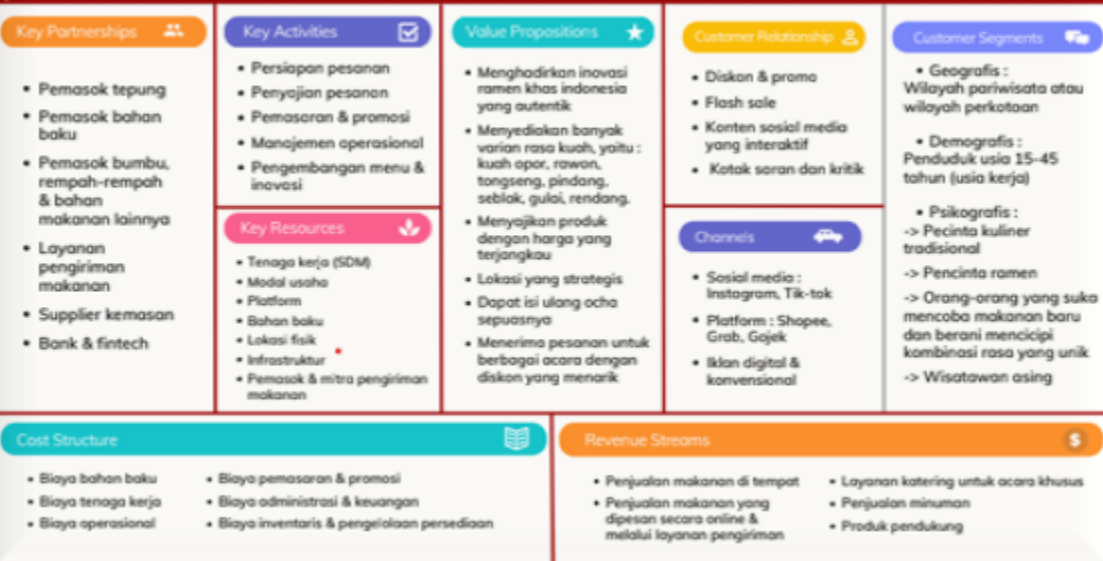 Key Partnerships
• Pemasok tepung
• Pemasok bahan
baku
• Pemasok bumbu,
rempah-rempah
& bahan
makanan lainnya
• Layanan
pengiriman
makanan
• Supplier kemasan
• Bank & fintech
Key Activities
• Persiapan pesanan
• Penyajian pesanan
• Pemasaran & promosi
• Manajemen operasional
• Pengembangan menu &
inovasi
Key Resources
• Tenaga kerja (SDM)
• Modal usaha
• Platform
• Bahan baku
• Lokasi fisik
• Infrastruktur
• Pemasok & mitra pengiriman
makanan
Value Propositions
• Menghadirkan inovasi
ramen khas indonesia
yang autentik
• Menyediakan banyak
varian rasa kuah, yaitu :
kuah opor, rawon,
tongseng, pindang,
seblak, gulai, rendang.
• Menyajikan produk
dengan harga yang
terjangkau
• Lokasi yang strategis
• Dapat isi ulang ocha
sepuasnya
• Menerima pesanan untuk
berbagai acara dengan
diskon yang menarik
Customer Relationship
• Diskon & promo
• Flash sale
• Konten sosial media
yang interaktif
• Kotak saran dan kritik
Channels
• Sosial media :
Instagram, Tik-tok
• Platform : Shopee,
Grab, Gojek
• Iklan digital &
konvensional
Customer Segments
• Geografis :
Wilayah pariwisata atau
wilayah perkotaan
• Demografis :
Penduduk usia 15-45
tahun (usia kerja)
• Psikografis :
-> Pecinta kuliner
tradisional
-> Pencinta ramen
-> Orang-orang yang suka
mencoba makanan baru
dan berani mencicipi
kombinasi rasa yang unik
-> Wisatawan asing
Cost Structure
• Biaya bahan baku
• Biaya tenaga kerja
• Biaya operasional
• Biaya pemasaran & promosi
• Biaya administrasi & keuangan
• Biaya inventaris & pengelolaan persediaan
Revenue Streams
$
• Penjualan makanan di tempat
• Penjualan makanan yang
dipesan secara online &
melalui layanan pengiriman
• Layanan katering untuk acara khusus
• Penjualan minuman
• Produk pendukung